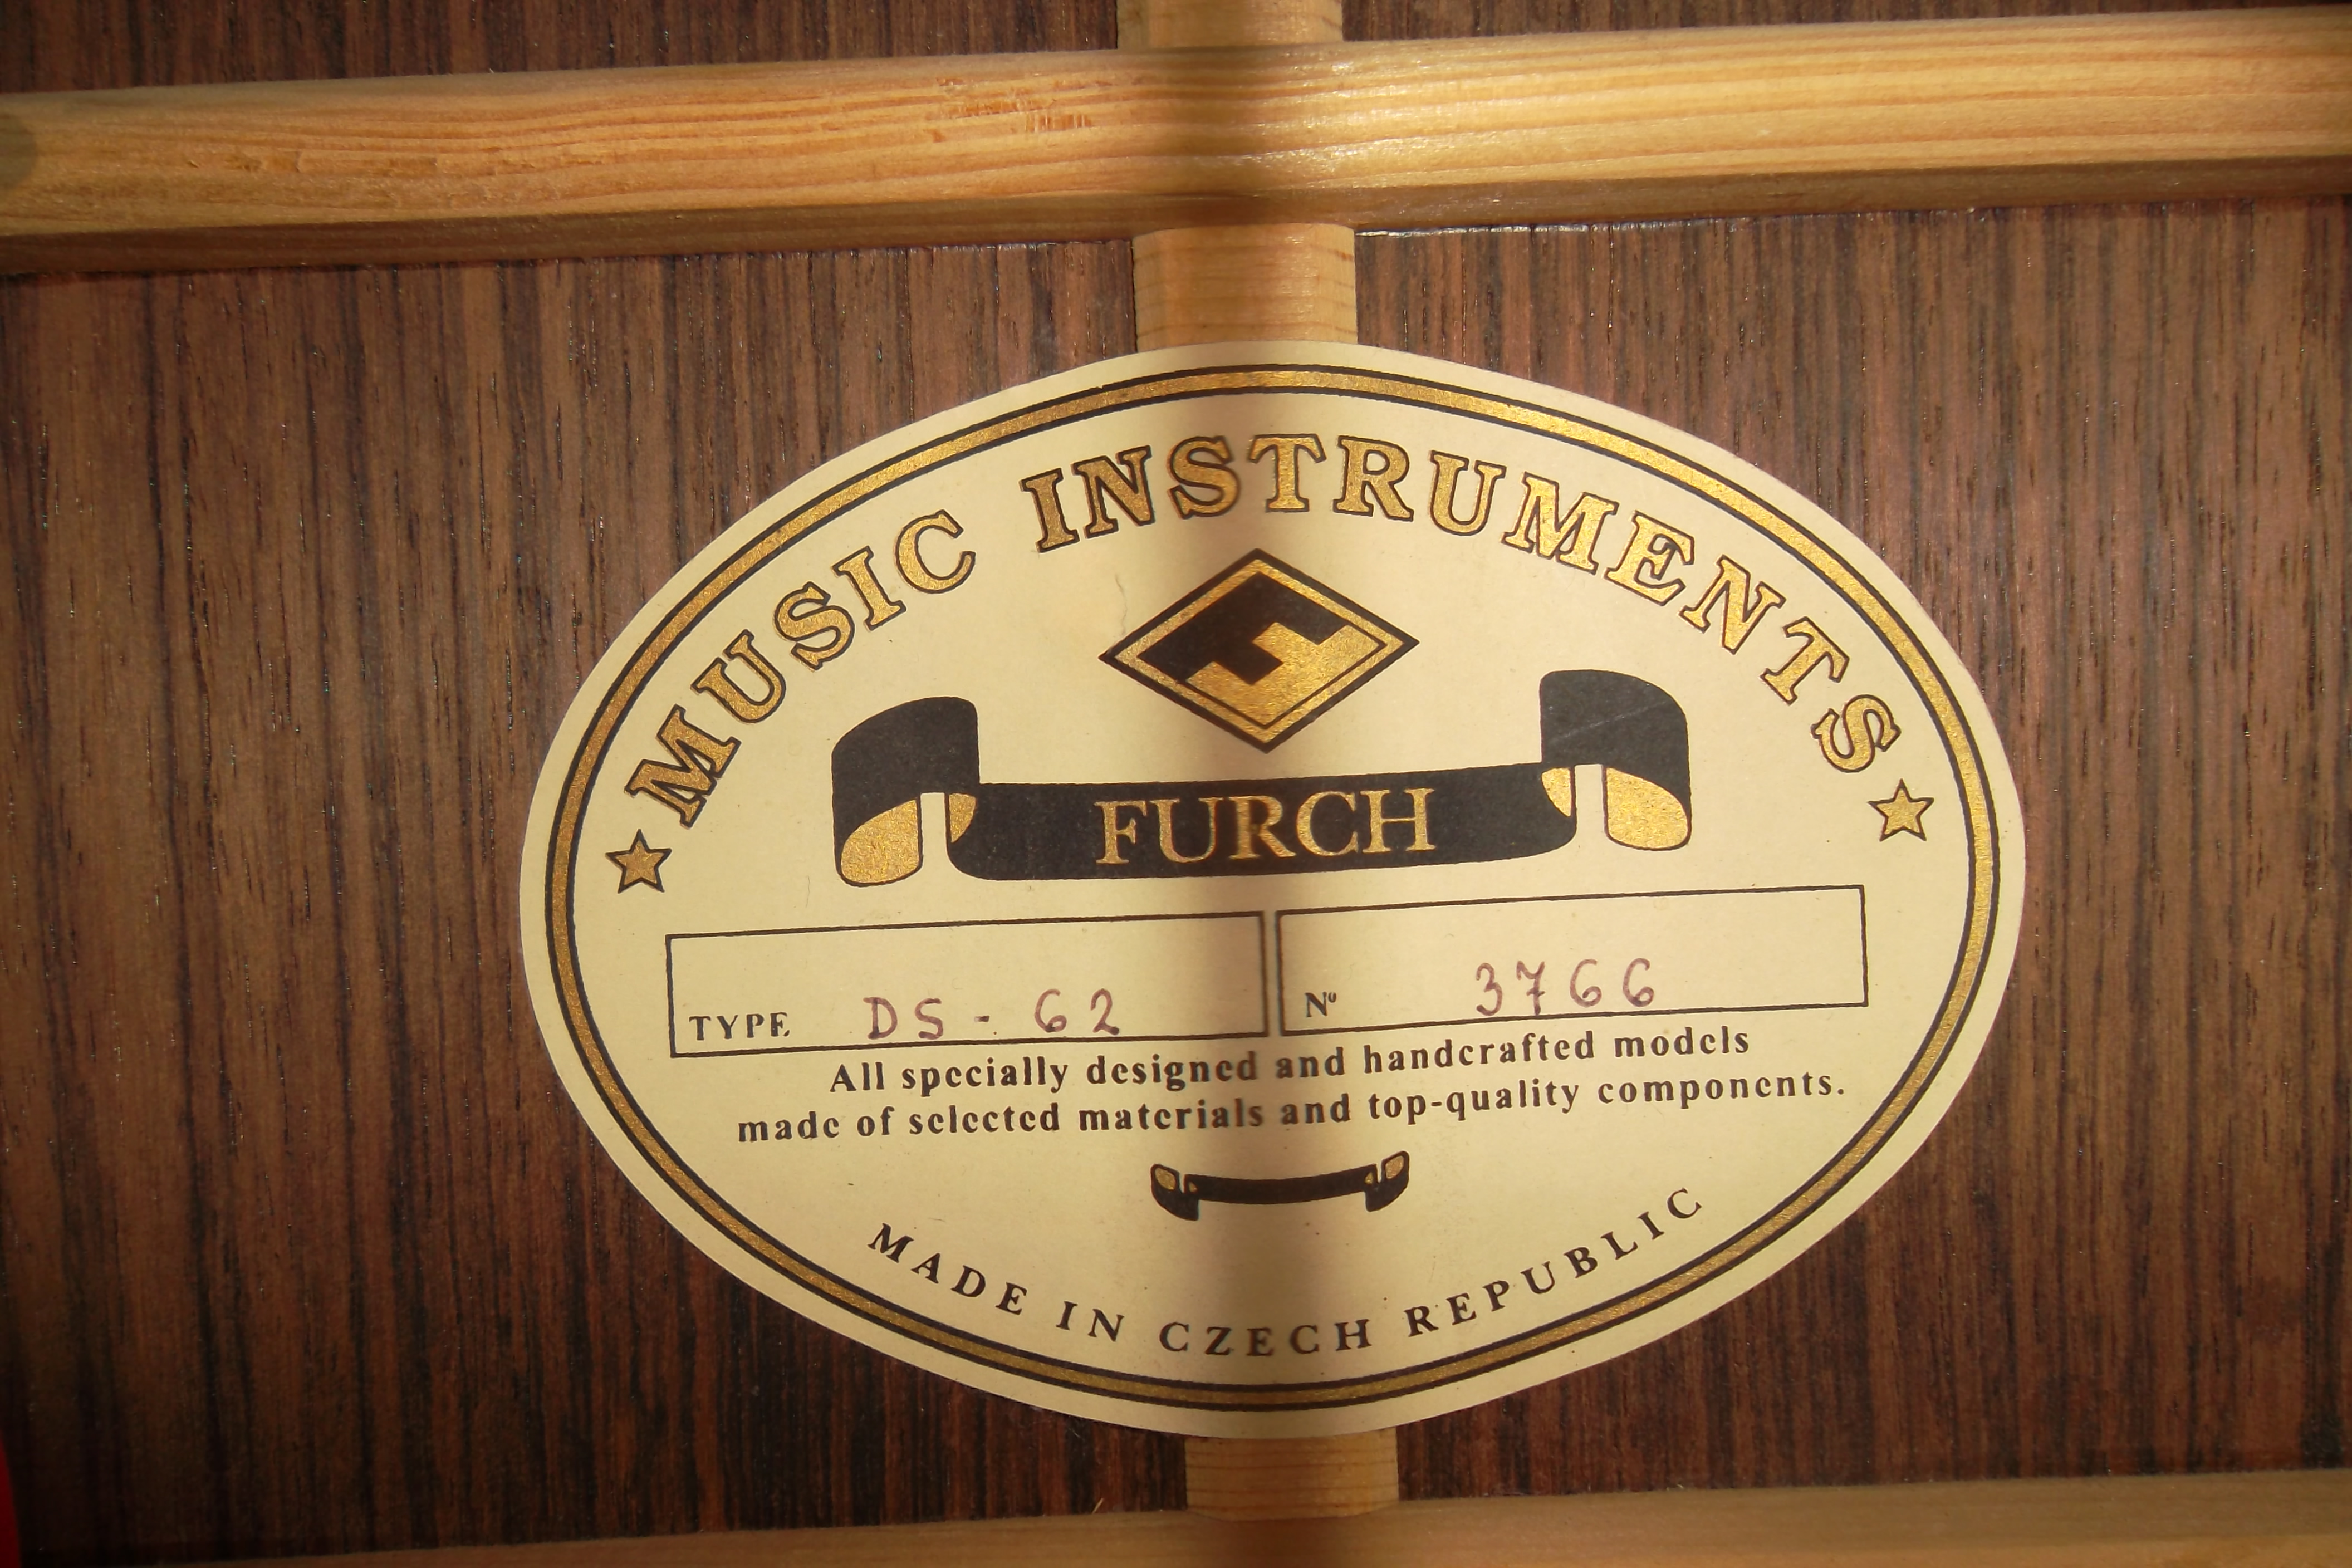 MUSIC INSTRUMENTS
FURCH
TYPE DS-62
Nº 3766
All specially designed and handcrafted models
made of selected materials and top-quality components.
MADE IN CZECH REPUBLIC